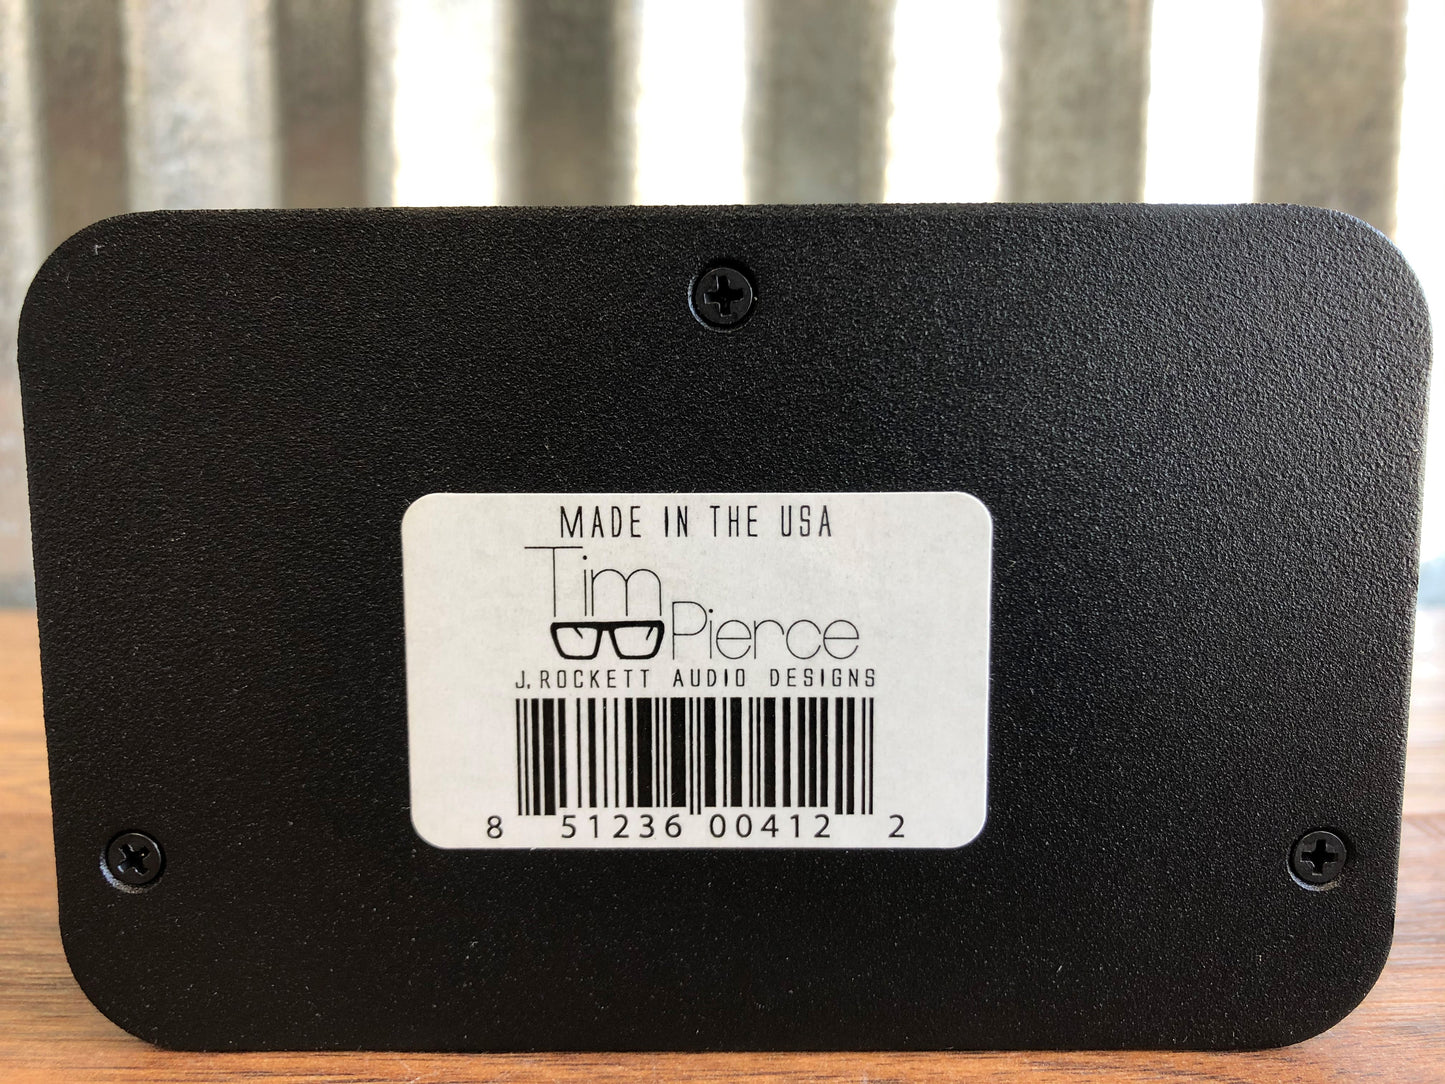 MADE IN THE USA
Tim
Pierce
J. ROCKETT AUDIO DESIGNS
8 51236 00412 2